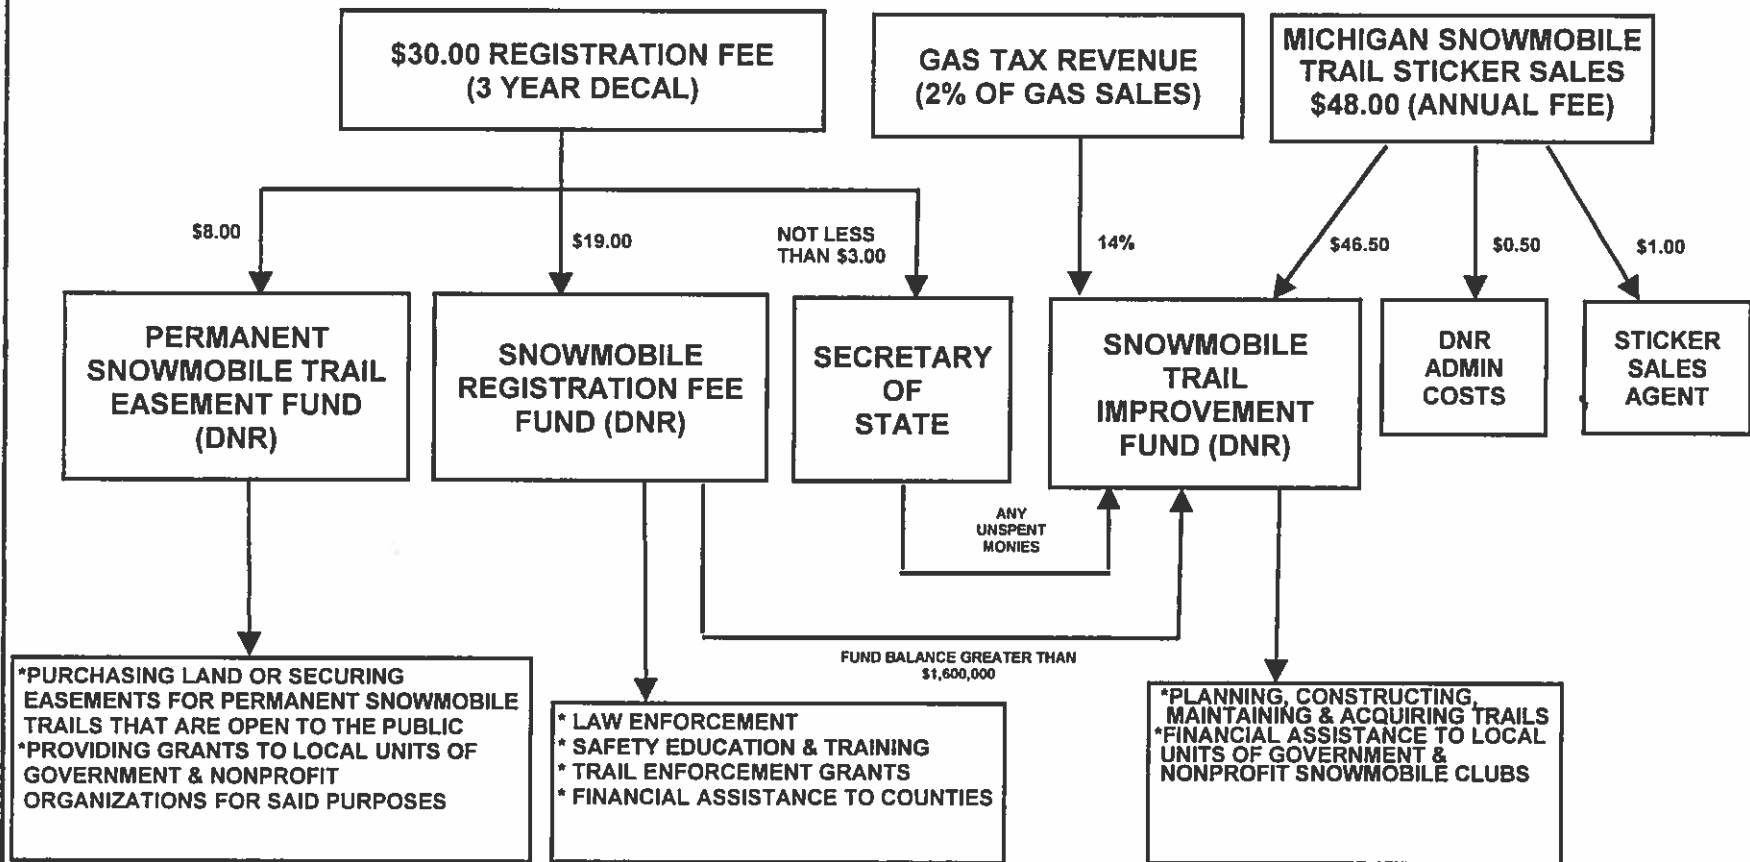 $30.00 REGISTRATION FEE
(3 YEAR DECAL)
GAS TAX REVENUE
(2% OF GAS SALES)
MICHIGAN SNOWMOBILE
TRAIL STICKER SALES
$48.00 (ANNUAL FEE)
$8.00
$19.00
NOT LESS
THAN $3.00
14%
$46.50
$0.50
$1.00
PERMANENT
SNOWMOBILE TRAIL
EASEMENT FUND
(DNR)
SNOWMOBILE
REGISTRATION FEE
FUND (DNR)
SECRETARY
OF
STATE
SNOWMOBILE
TRAIL
IMPROVEMENT
FUND (DNR)
DNR
ADMIN
COSTS
STICKER
SALES
AGENT
ANY
UNSPENT
MONIES
FUND BALANCE GREATER THAN
$1,600,000
*PURCHASING LAND OR SECURING
EASEMENTS FOR PERMANENT SNOWMOBILE
TRAILS THAT ARE OPEN TO THE PUBLIC
*PROVIDING GRANTS TO LOCAL UNITS OF
GOVERNMENT & NONPROFIT
ORGANIZATIONS FOR SAID PURPOSES
* LAW ENFORCEMENT
* SAFETY EDUCATION & TRAINING
* TRAIL ENFORCEMENT GRANTS
* FINANCIAL ASSISTANCE TO COUNTIES
*PLANNING, CONSTRUCTING,
MAINTAINING & ACQUIRING TRAILS
*FINANCIAL ASSISTANCE TO LOCAL
UNITS OF GOVERNMENT &
NONPROFIT SNOWMOBILE CLUBS